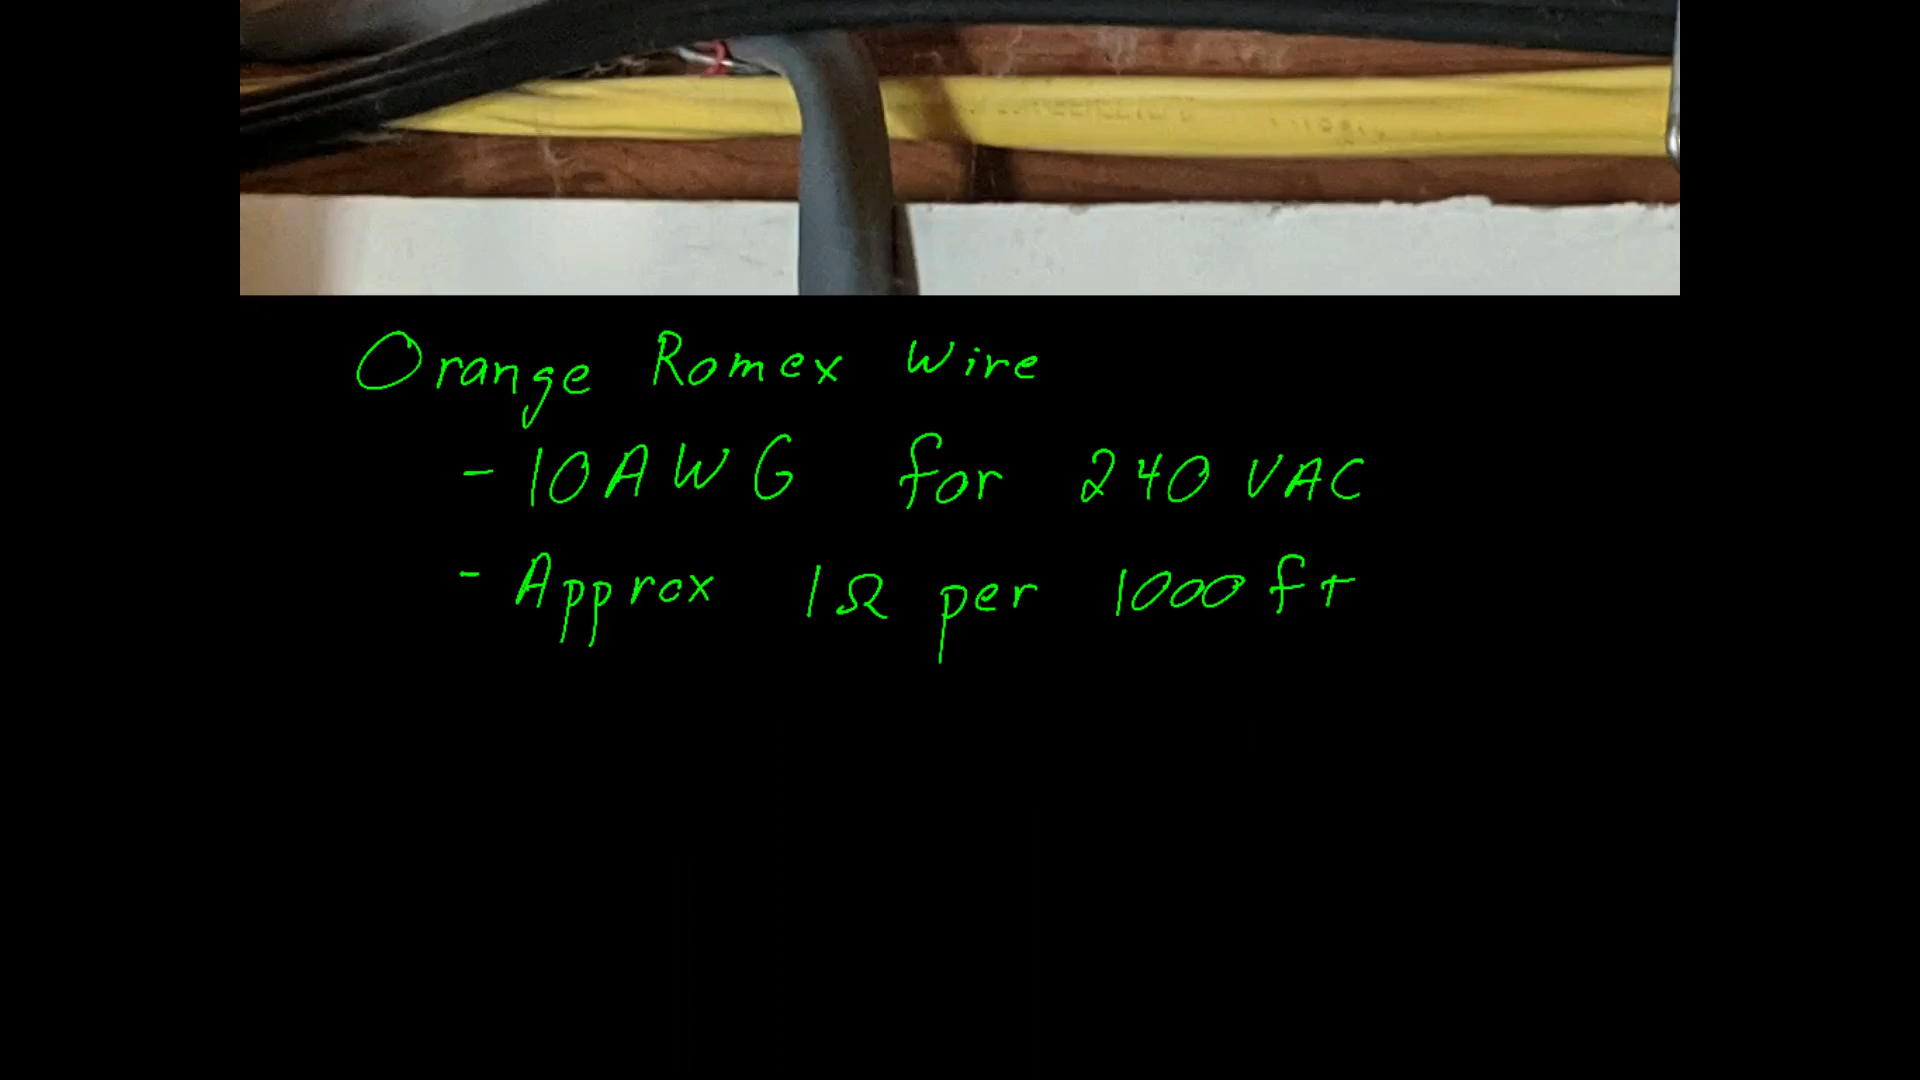 Orange Romex Wire
- 10AWG for 240 VAC
- Approx 1Ω per 1000 ft